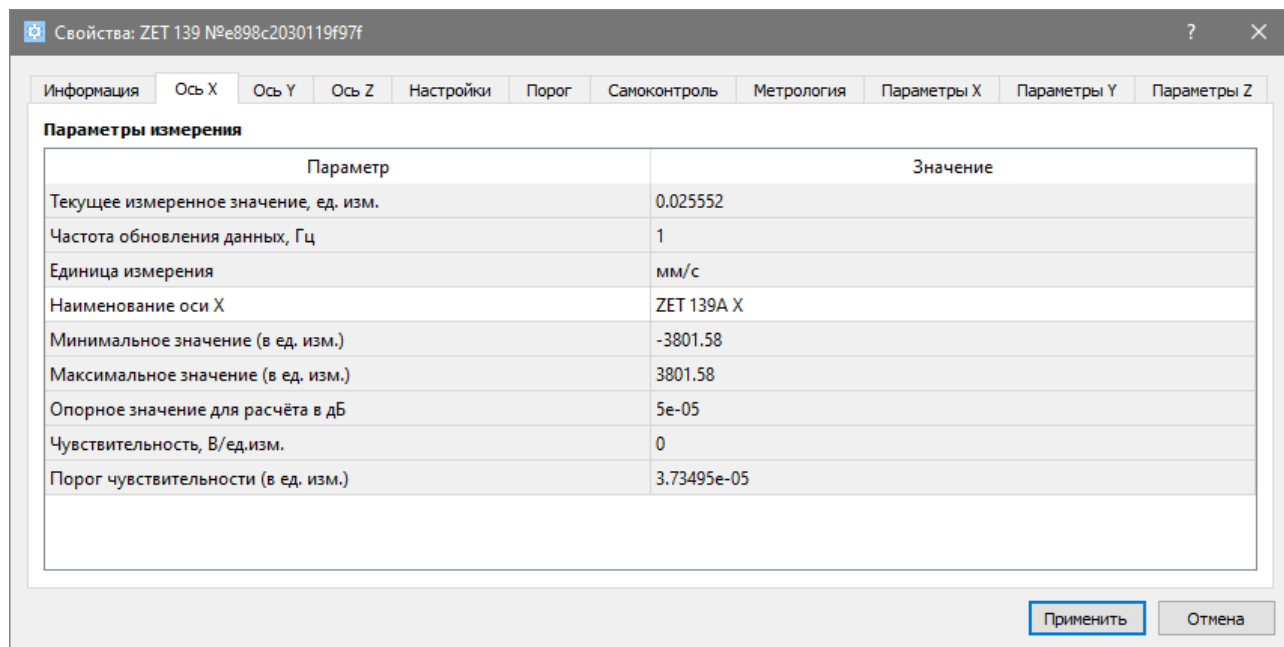 Свойства: ZET 139 №e898c2030119f97f ?
Информация Ось X Ось Y Ось Z Настройки Порог Самоконтроль Метрология Параметры X Параметры Y Параметры Z
Параметры измерения
Параметр Значение
Текущее измеренное значение, ед. изм. 0.025552
Частота обновления данных, Гц 1
Единица измерения мм/с
Наименование оси X ZET 139A X
Минимальное значение (в ед. изм.) -3801.58
Максимальное значение (в ед. изм.) 3801.58
Опорное значение для расчёта в дБ 5e-05
Чувствительность, В/ед.изм. 0
Порог чувствительности (в ед. изм.) 3.73495e-05
Применить Отмена